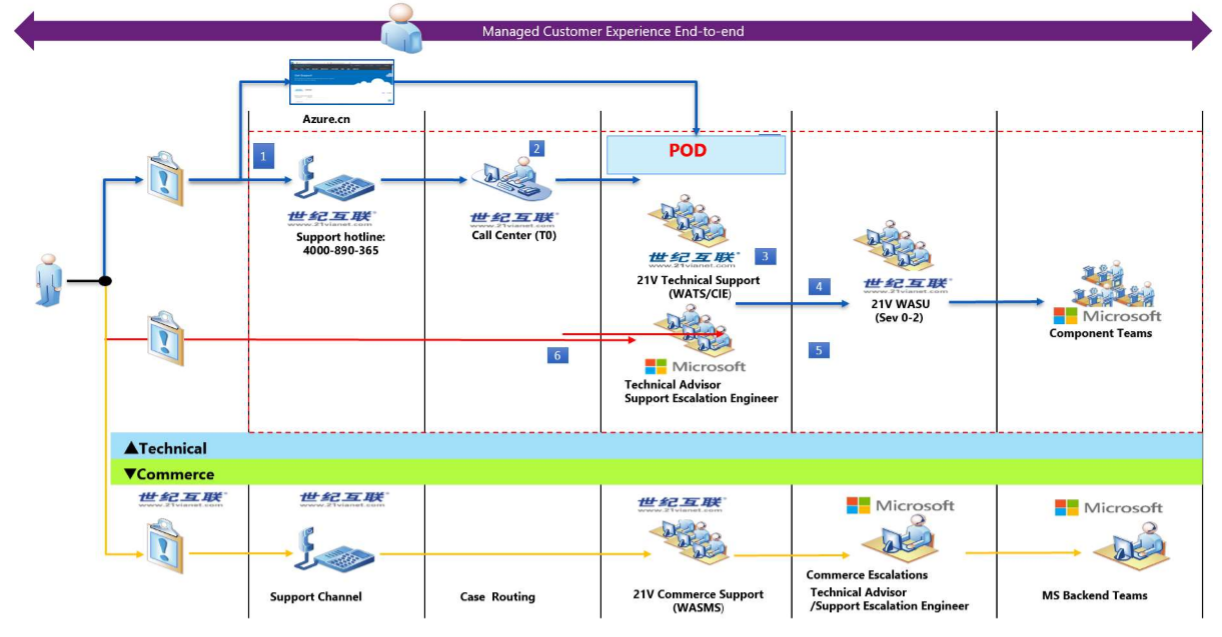 Managed Customer Experience End-to-end
Azure.cn
1
2
POD
世纪互联
www.21vianet.com
Support hotline:
4000-890-365
世纪互联
www.21vianet.com
Call Center (T0)
世纪互联
www.21vianet.com
3
21V Technical Support
(WATS/CIE)
4
世纪互联
www.21vianet.com
21V WASU
(Sev 0-2)
Microsoft
Component Teams
5
6
Microsoft
Technical Advisor
Support Escalation Engineer
▲Technical
▼Commerce
世纪互联
www.21vianet.com
世纪互联
www.21vianet.com
世纪互联
www.21vianet.com
Microsoft
Microsoft
Support Channel
Case Routing
21V Commerce Support
(WASMS)
Commerce Escalations
Technical Advisor
/Support Escalation Engineer
MS Backend Teams